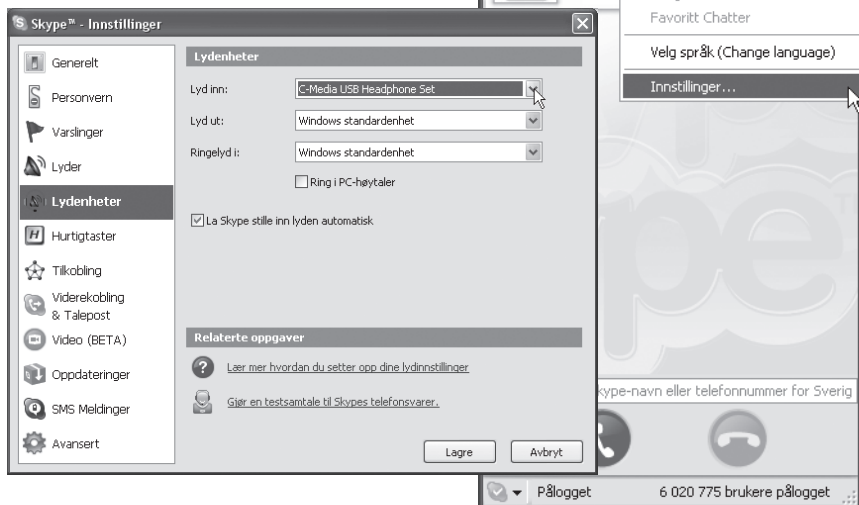 Skype™ - Innstillinger
Generelt
Personvern
Varslinger
Lyder
Lydenheter
Hurtigtaster
Tilkobling
Viderekobling
& Talepost
Video (BETA)
Oppdateringer
SMS Meldinger
Avansert
Lydenheter
Lyd inn: C-Media USB Headphone Set
Lyd ut: Windows standardenhet
Ringelyd i: Windows standardenhet
Ring i PC-høytaler
La Skype stille inn lyden automatisk
Relaterte oppgaver
Lær mer hvordan du setter opp dine lydinnstillinger
Gjør en testsamtale til Skypes telefonsvarer.
Lagre Avbryt
Favoritt Chatter
Velg språk (Change language)
Innstillinger...
kype-navn eller telefonnummer for Sverig
Pålogget 6 020 775 brukere pålogget